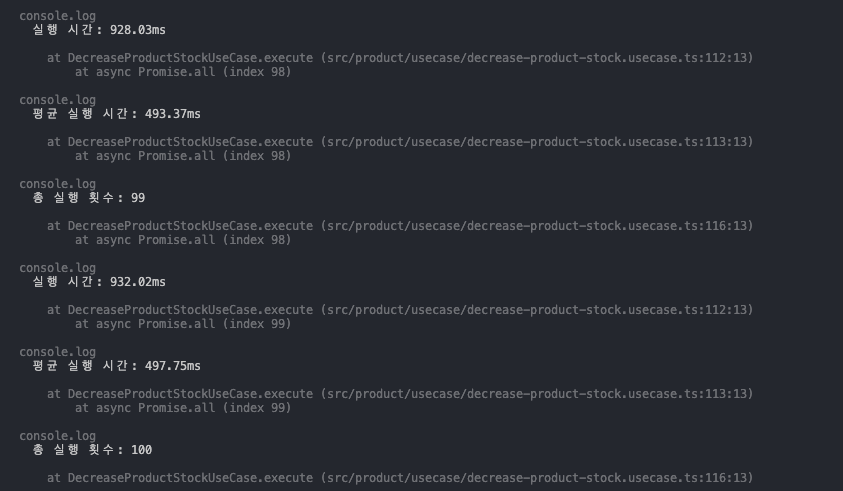 console.log
실행 시간: 928.03ms
at DecreaseProductStockUseCase.execute (src/product/usecase/decrease-product-stock.usecase.ts:112:13)
at async Promise.all (index 98)
console.log
평균 실행 시간: 493.37ms
at DecreaseProductStockUseCase.execute (src/product/usecase/decrease-product-stock.usecase.ts:113:13)
at async Promise.all (index 98)
console.log
총 실행 횟수: 99
at DecreaseProductStockUseCase.execute (src/product/usecase/decrease-product-stock.usecase.ts:116:13)
at async Promise.all (index 98)
console.log
실행 시간: 932.02ms
at DecreaseProductStockUseCase.execute (src/product/usecase/decrease-product-stock.usecase.ts:112:13)
at async Promise.all (index 99)
console.log
평균 실행 시간: 497.75ms
at DecreaseProductStockUseCase.execute (src/product/usecase/decrease-product-stock.usecase.ts:113:13)
at async Promise.all (index 99)
console.log
총 실행 횟수: 100
at DecreaseProductStockUseCase.execute (src/product/usecase/decrease-product-stock.usecase.ts:116:13)